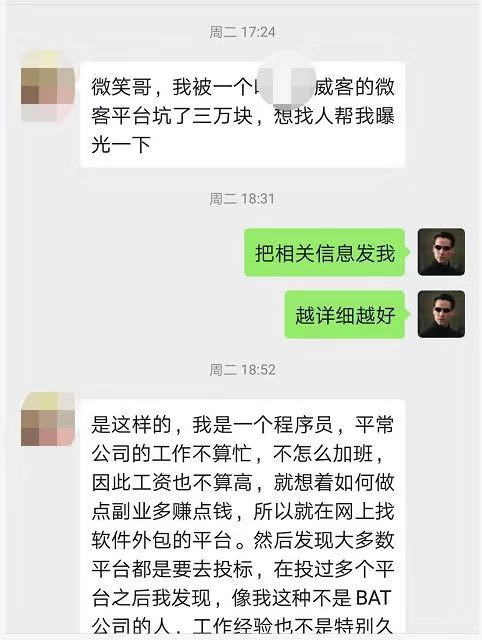 周二 17:24
微笑哥，我被一个 威客的微
客平台坑了三万块，想找人帮我曝
光一下
周二 18:31
把相关信息发我
越详细越好
周二 18:52
是这样的，我是一个程序员，平常
公司的工作不算忙，不怎么加班，
因此工资也不算高，就想着如何做
点副业多赚点钱，所以就在网上找
软件外包的平台。然后发现大多数
平台都是要去投标，在投过多个平
台之后我发现，像我这种不是 BAT
公司的人，工作经验也不是特别久